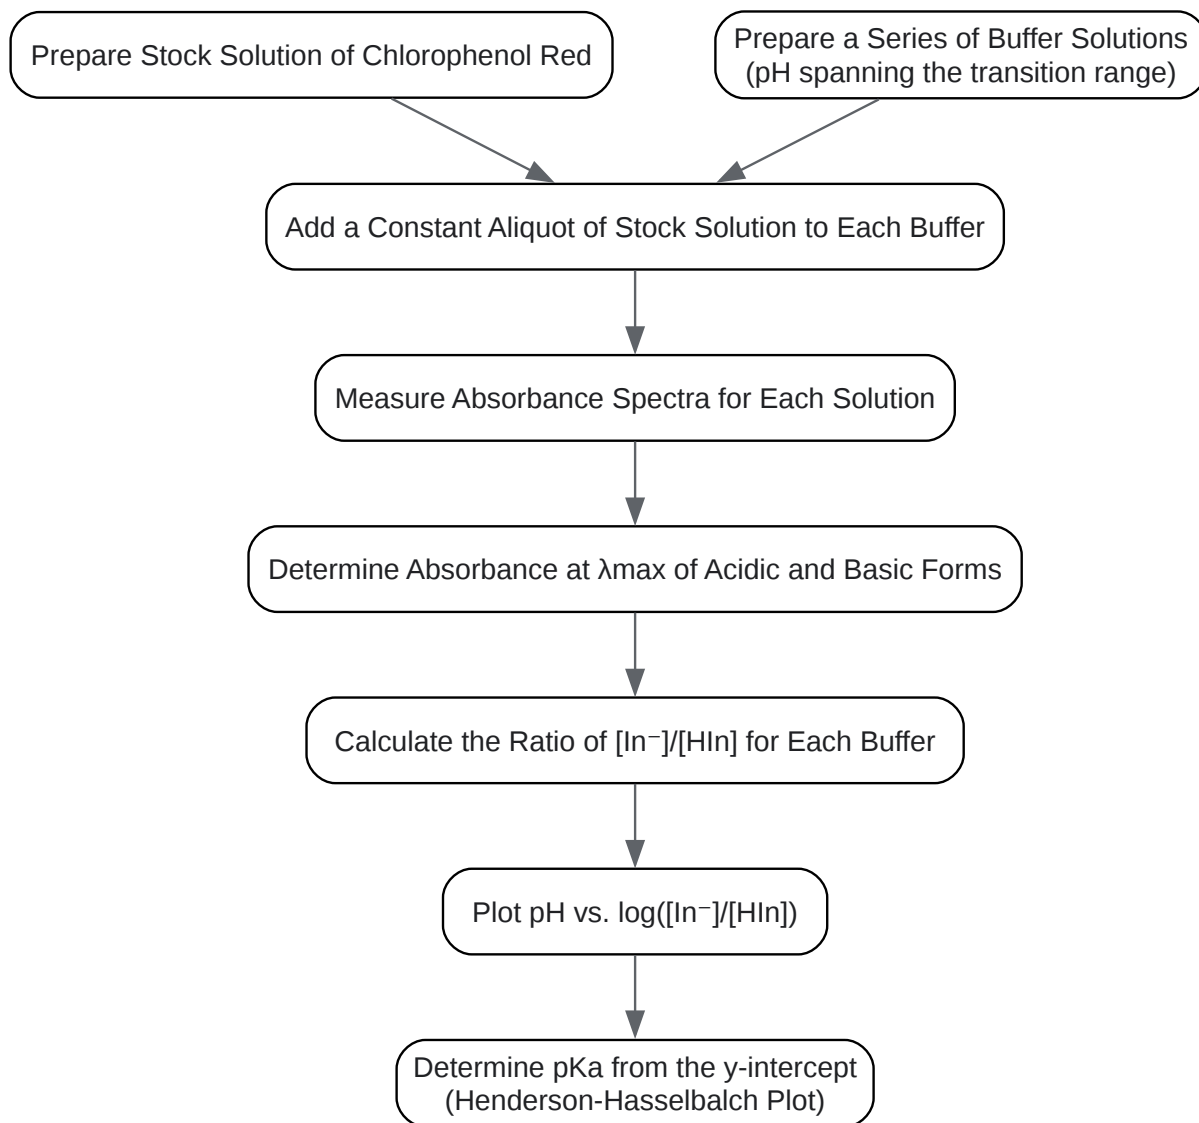 Prepare Stock Solution of Chlorophenol Red
Prepare a Series of Buffer Solutions
(pH spanning the transition range)
Add a Constant Aliquot of Stock Solution to Each Buffer
Measure Absorbance Spectra for Each Solution
Determine Absorbance at λmax of Acidic and Basic Forms
Calculate the Ratio of [In⁻]/[HIn] for Each Buffer
Plot pH vs. log([In⁻]/[HIn])
Determine pKa from the y-intercept
(Henderson-Hasselbalch Plot)